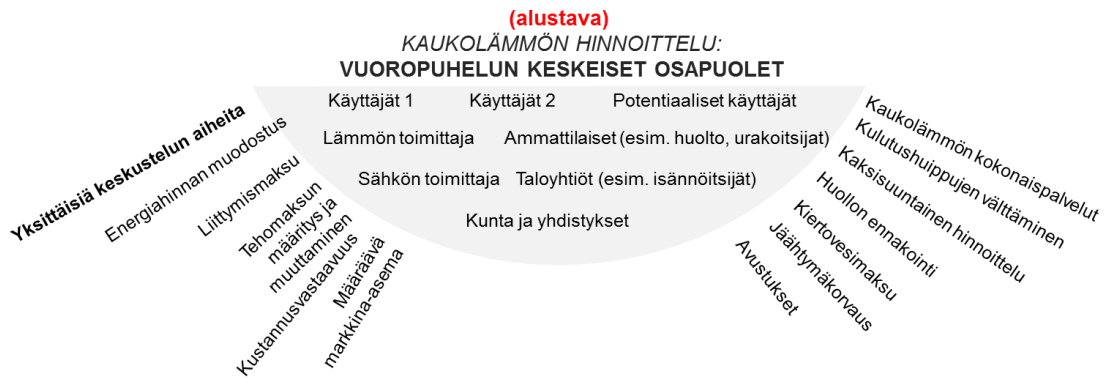 (alustava)
KAUKOLÄMMÖN HINNOITTELU:
VUOROPUHELUN KESKEISET OSAPUOLET
Käyttäjät 1
Käyttäjät 2
Potentiaaliset käyttäjät
Lämmön toimittaja
Ammattilaiset (esim. huolto, urakoitsijat)
Sähkön toimittaja
Taloyhtiöt (esim. isännöitsijät)
Kunta ja yhdistykset
Yksittäisiä keskustelun aiheita
Energiahinnan muodostus
Liittymismaksu
Tehomaksun
määritys ja
muuttaminen
Kustannusvastaavuus
Määräävä
markkina-asema
Avustukset
Jäähtymäkorvaus
Kiertovesimaksu
Huollon ennakointi
Kaksisuuntainen hinnoittelu
Kulutushuippujen välttäminen
Kaukolämmön kokonaispalvelut